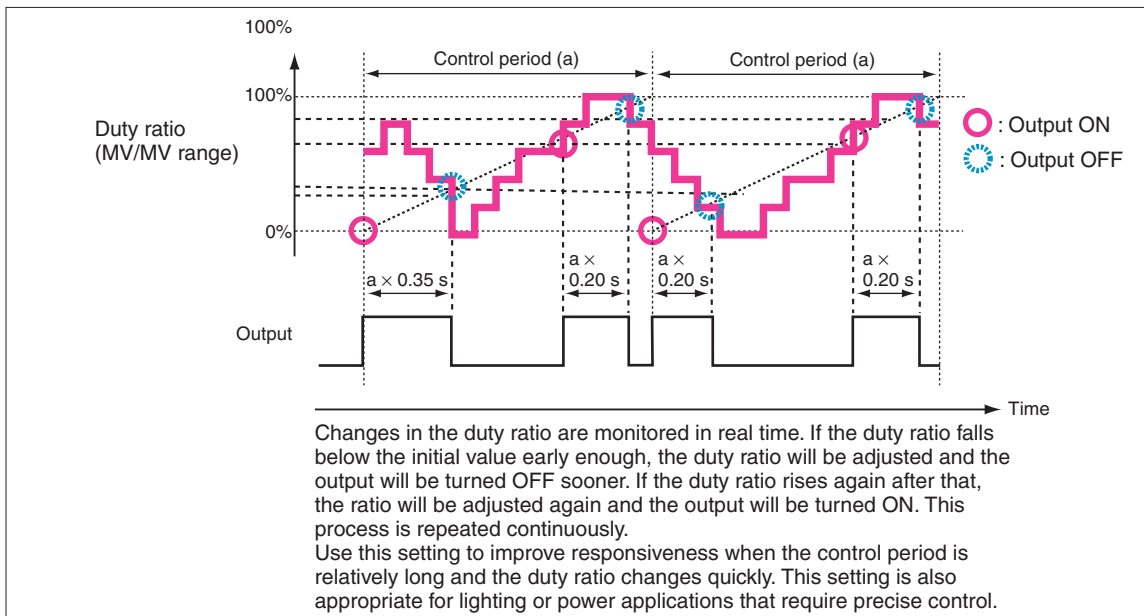 100%
Control period (a)
Control period (a)
100%
Duty ratio
(MV/MV range)
: Output ON
: Output OFF
0%
a × 0.35 s
a ×
0.20 s
a ×
0.20 s
a ×
0.20 s
Output
Time
Changes in the duty ratio are monitored in real time. If the duty ratio falls
below the initial value early enough, the duty ratio will be adjusted and the
output will be turned OFF sooner. If the duty ratio rises again after that,
the ratio will be adjusted again and the output will be turned ON. This
process is repeated continuously.
Use this setting to improve responsiveness when the control period is
relatively long and the duty ratio changes quickly. This setting is also
appropriate for lighting or power applications that require precise control.